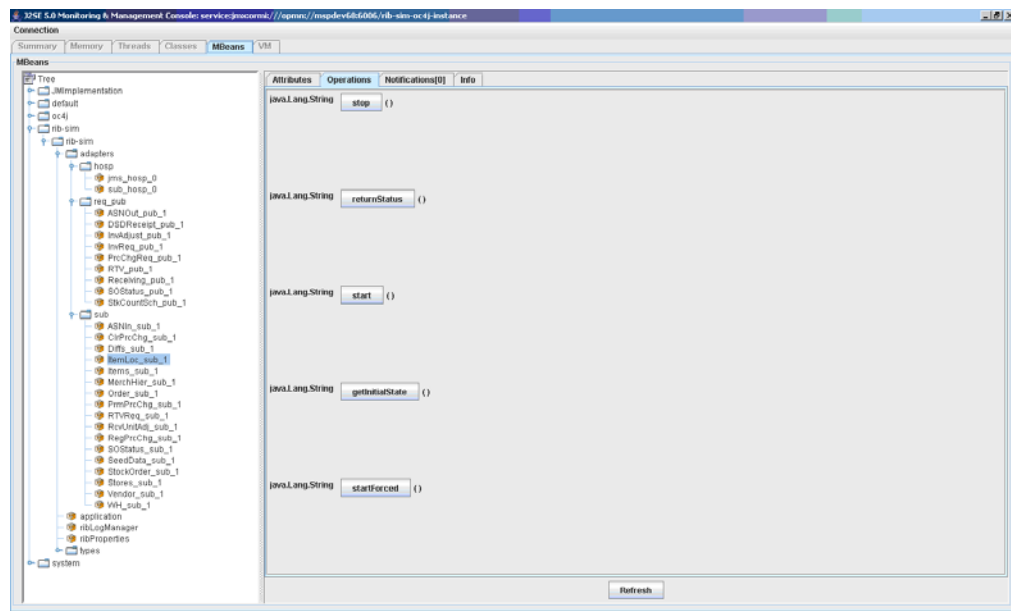 J2SE 5.0 Monitoring & Management Console: service:jmx:rmi:///opmn://mspdev68:6006/rib-sim-oc4j-instance
Connection
Summary Memory Threads Classes MBeans VM
MBeans
Tree
JMImplementation
default
oc4j
rib-sim
rib-sim
adapters
hosp
jms_hosp_0
sub_hosp_0
req_pub
ASNOut_pub_1
DSDReceipt_pub_1
InvAdjust_pub_1
InvReq_pub_1
PrcChgReq_pub_1
RTV_pub_1
Receiving_pub_1
SOStatus_pub_1
StkCountSch_pub_1
sub
ASNIn_sub_1
ClrPrcChg_sub_1
Diffs_sub_1
ItemLoc_sub_1
Items_sub_1
MerchHier_sub_1
Order_sub_1
PrmPrcChg_sub_1
RTVReq_sub_1
RcvUnitAdj_sub_1
RegPrcChg_sub_1
SOStatus_sub_1
SeedData_sub_1
StockOrder_sub_1
Stores_sub_1
Vendor_sub_1
WH_sub_1
application
ribLogManager
ribProperties
types
system
Attributes Operations Notifications[0] Info
java.Lang.String stop ()
java.Lang.String returnStatus ()
java.Lang.String start ()
java.Lang.String getInitialState ()
java.Lang.String startForced ()
Refresh